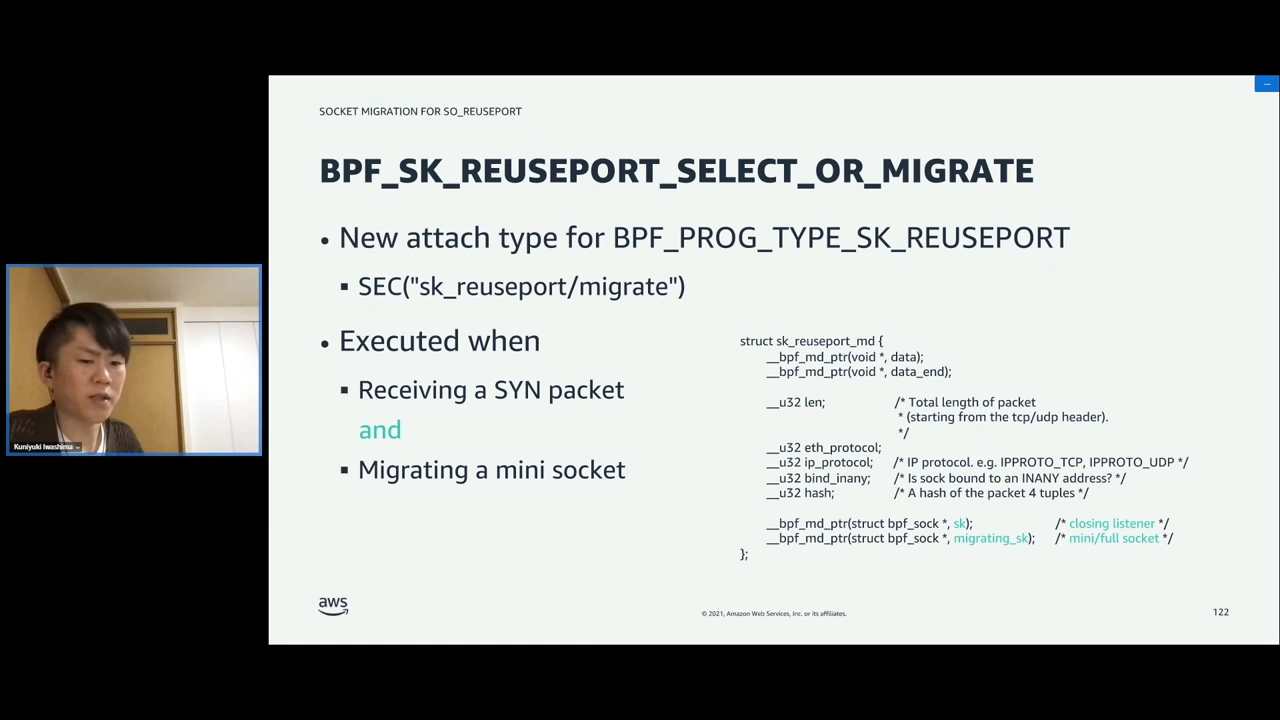 SOCKET MIGRATION FOR SO_REUSEPORT
BPF_SK_REUSEPORT_SELECT_OR_MIGRATE
• New attach type for BPF_PROG_TYPE_SK_REUSEPORT
▪ SEC("sk_reuseport/migrate")
• Executed when
▪ Receiving a SYN packet
and
▪ Migrating a mini socket
struct sk_reuseport_md {
__bpf_md_ptr(void *, data);
__bpf_md_ptr(void *, data_end);
__u32 len; /* Total length of packet
* (starting from the tcp/udp header).
*/
__u32 eth_protocol;
__u32 ip_protocol; /* IP protocol. e.g. IPPROTO_TCP, IPPROTO_UDP */
__u32 bind_inany; /* Is sock bound to an INANY address? */
__u32 hash; /* A hash of the packet 4 tuples */
__bpf_md_ptr(struct bpf_sock *, sk); /* closing listener */
__bpf_md_ptr(struct bpf_sock *, migrating_sk); /* mini/full socket */
};
Kuniyuki Iwashima
aws
© 2021, Amazon Web Services, Inc. or its affiliates.
122